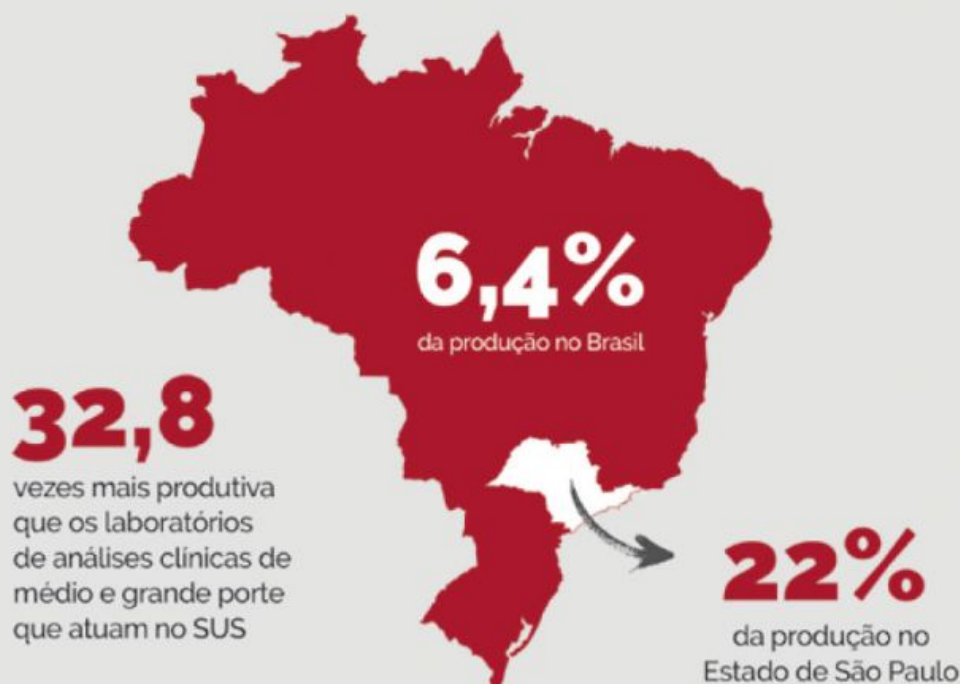 6,4%
da produção no Brasil
32,8
vezes mais produtiva
que os laboratórios
de análises clínicas de
médio e grande porte
que atuam no SUS
22%
da produção no
Estado de São Paulo